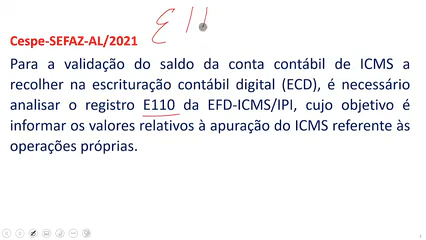 E 11
Cespe-SEFAZ-AL/2021
Para a validação do saldo da conta contábil de ICMS a
recolher na escrituração contábil digital (ECD), é necessário
analisar o registro E110 da EFD-ICMS/IPI, cujo objetivo é
informar os valores relativos à apuração do ICMS referente às
operações próprias.